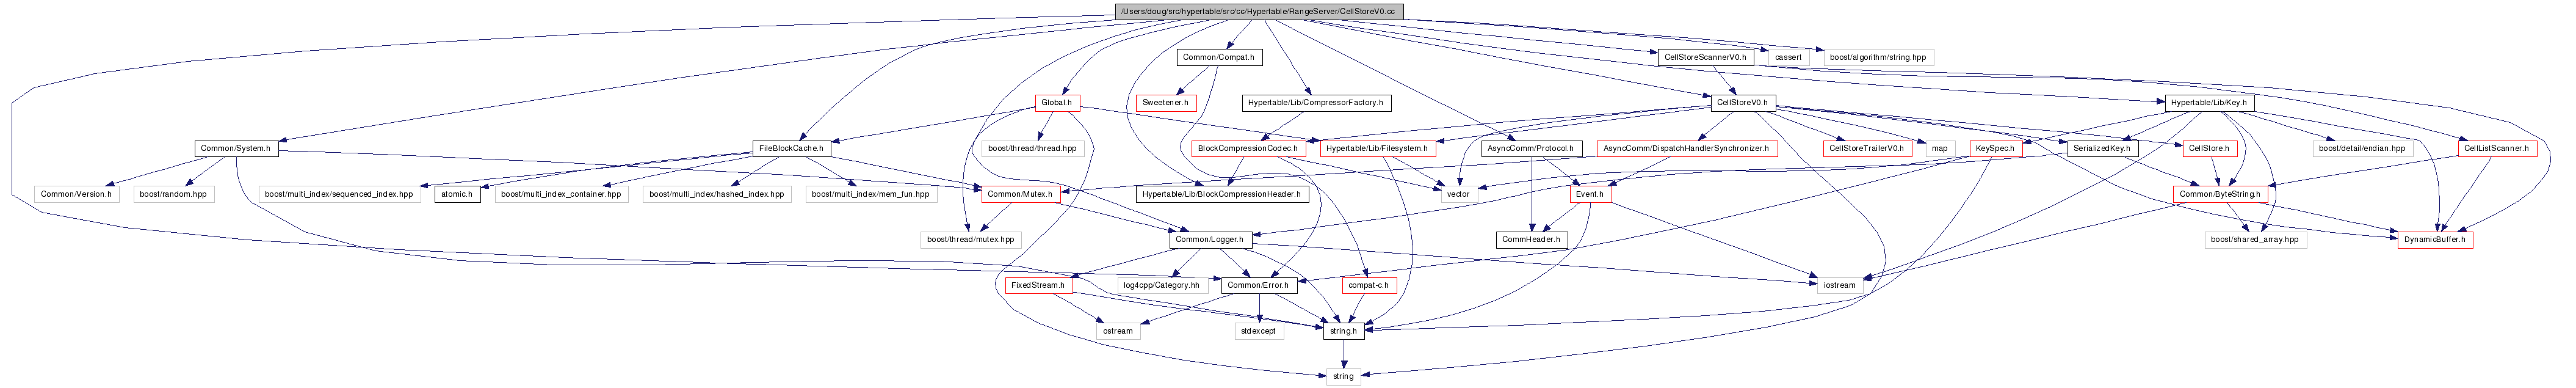 /Users/doug/src/hypertable/src/cc/Hypertable/RangeServer/CellStoreV0.cc
Common/Compat.h
CellStoreScannerV0.h
cassert
boost/algorithm/string.hpp
Global.h
Sweetener.h
Hypertable/Lib/CompressorFactory.h
CellStoreV0.h
Hypertable/Lib/Key.h
Common/System.h
FileBlockCache.h
boost/thread/thread.hpp
BlockCompressionCodec.h
Hypertable/Lib/Filesystem.h
AsyncComm/Protocol.h
AsyncComm/DispatchHandlerSynchronizer.h
CellStoreTrailerV0.h
map
KeySpec.h
SerializedKey.h
CellStore.h
boost/detail/endian.hpp
CellListScanner.h
Common/Version.h
boost/random.hpp
boost/multi_index/sequenced_index.hpp
atomic.h
boost/multi_index_container.hpp
boost/multi_index/hashed_index.hpp
boost/multi_index/mem_fun.hpp
Common/Mutex.h
Hypertable/Lib/BlockCompressionHeader.h
vector
Event.h
Common/ByteString.h
boost/thread/mutex.hpp
Common/Logger.h
CommHeader.h
boost/shared_array.hpp
DynamicBuffer.h
FixedStream.h
log4cpp/Category.hh
Common/Error.h
compat-c.h
iostream
ostream
stdexcept
string.h
string